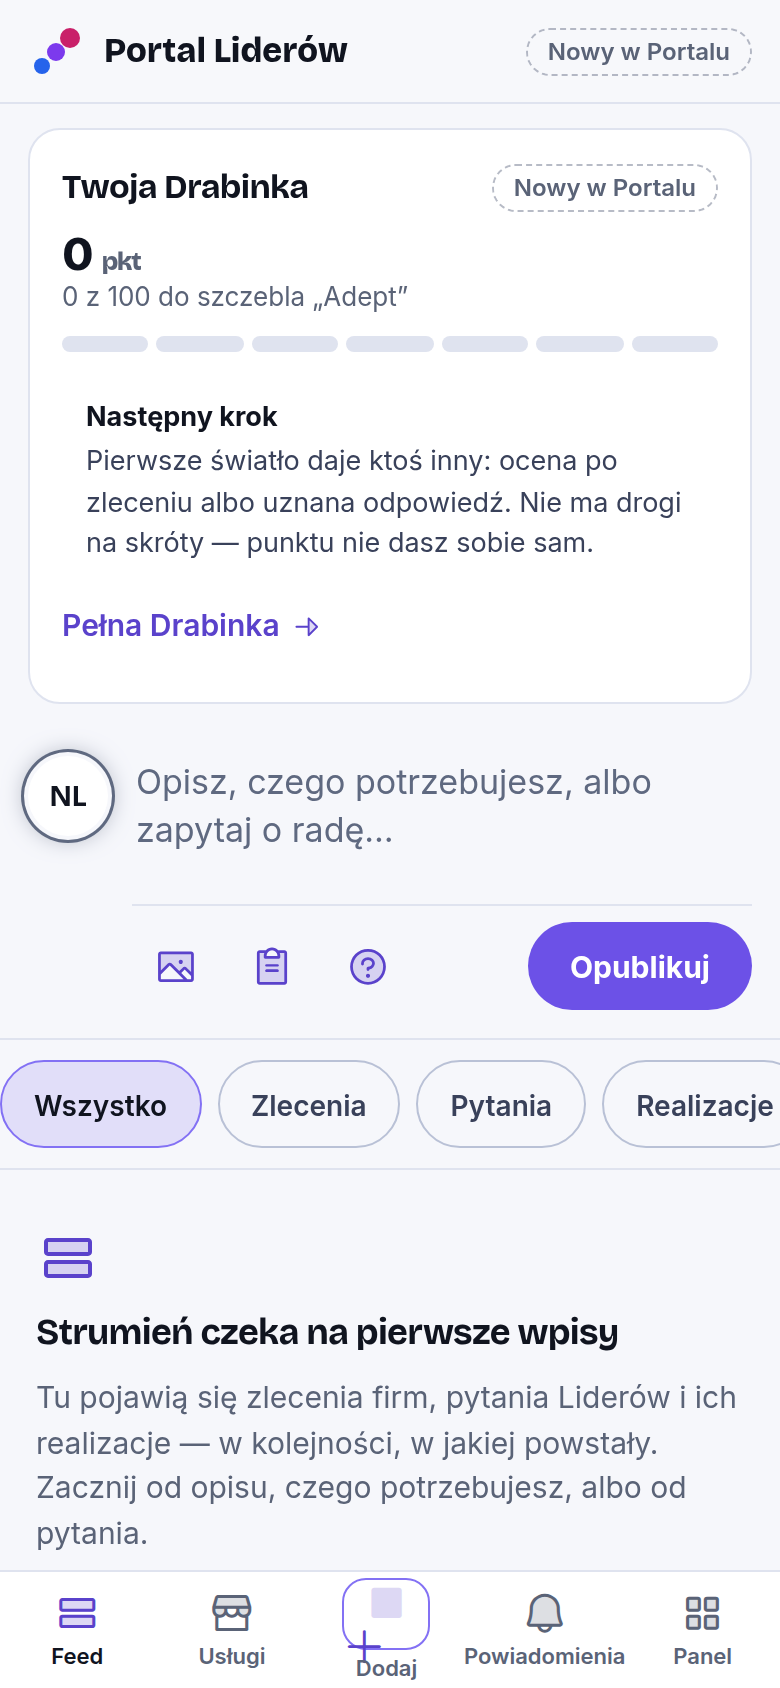 Portal Liderów
Nowy w Portalu
Twoja Drabinka
Nowy w Portalu
0 pkt
0 z 100 do szczebla „Adept”
Następny krok
Pierwsze światło daje ktoś inny: ocena po
zleceniu albo uznana odpowiedź. Nie ma drogi
na skróty — punktu nie dasz sobie sam.
Pełna Drabinka
NL
Opisz, czego potrzebujesz, albo
zapytaj o radę...
Opublikuj
Wszystko
Zlecenia
Pytania
Realizacje
Strumień czeka na pierwsze wpisy
Tu pojawią się zlecenia firm, pytania Liderów i ich
realizacje — w kolejności, w jakiej powstały.
Zacznij od opisu, czego potrzebujesz, albo od
pytania.
Feed
Usługi
Dodaj
Powiadomienia
Panel